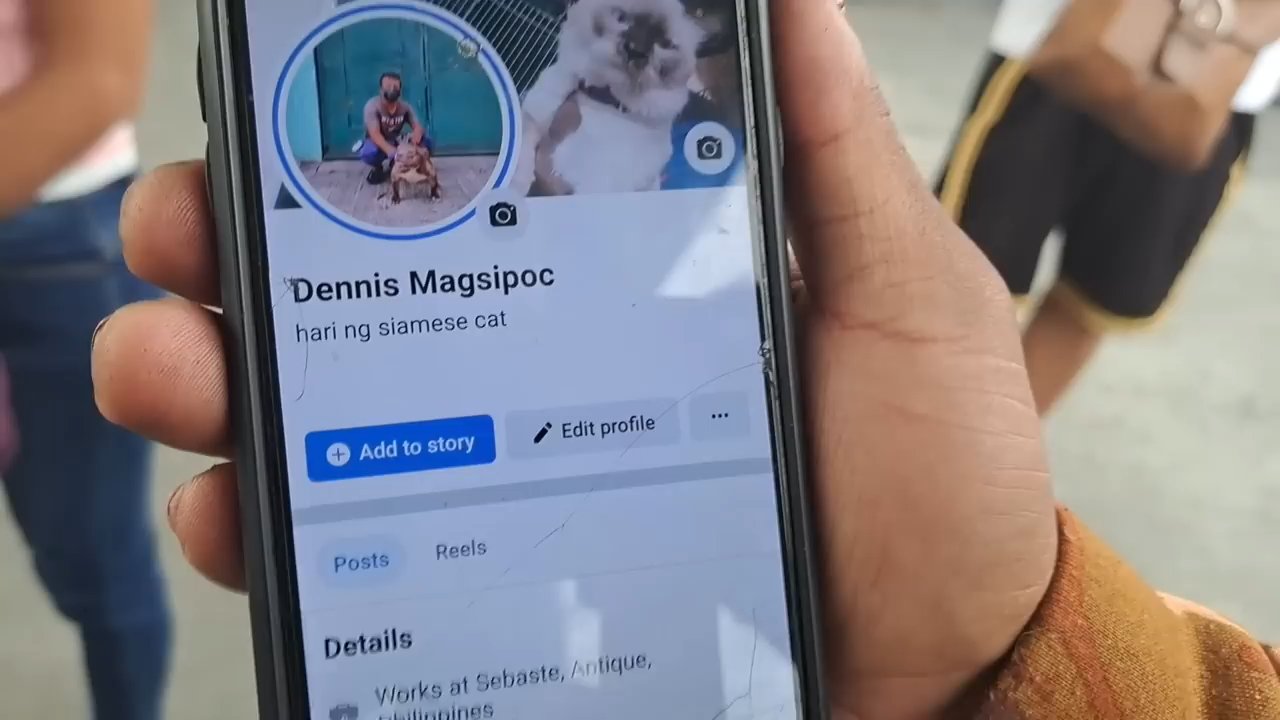 Dennis Magsipoc
hari ng siamese cat
Add to story
Edit profile
Posts
Reels
Details
Works at Sebaste, Antique,
Philippines